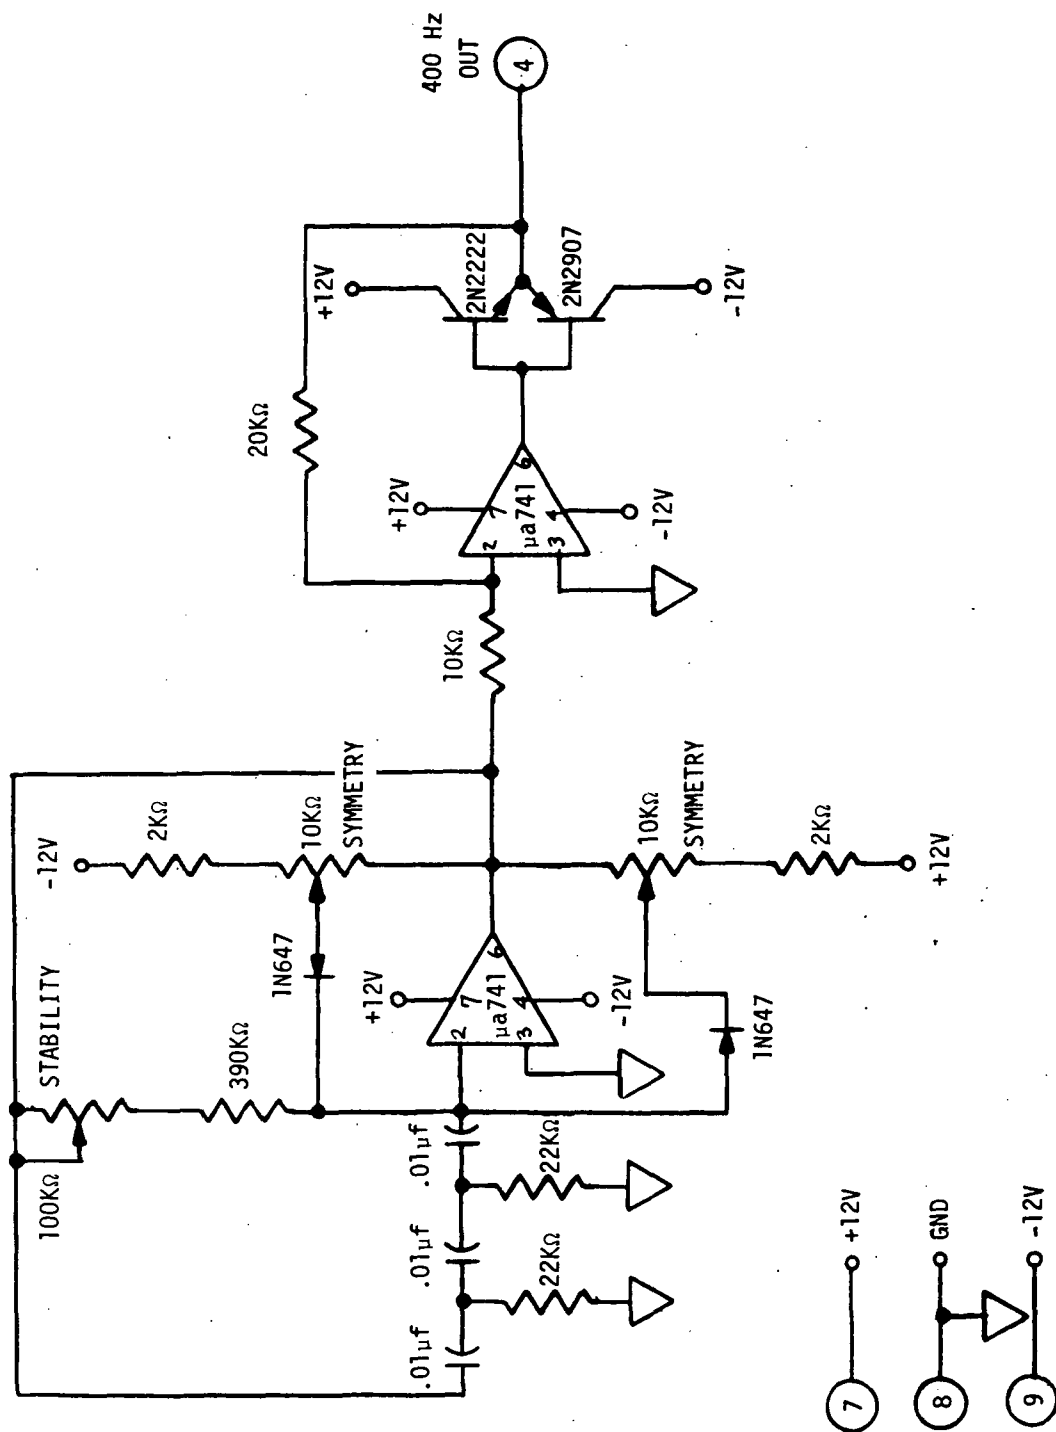 400 Hz
OUT
4
20KΩ
+12V
2N2222
2N2907
-12V
+12V
2
7
μa741
6
3
4
-12V
10KΩ
-12V
2KΩ
10KΩ
SYMMETRY
10KΩ
SYMMETRY
2KΩ
+12V
STABILITY
100KΩ
390KΩ
1N647
+12V
2
7
μa741
6
3
4
-12V
1N647
.01μf
.01μf
.01μf
22KΩ
22KΩ
7
+12V
8
GND
9
-12V